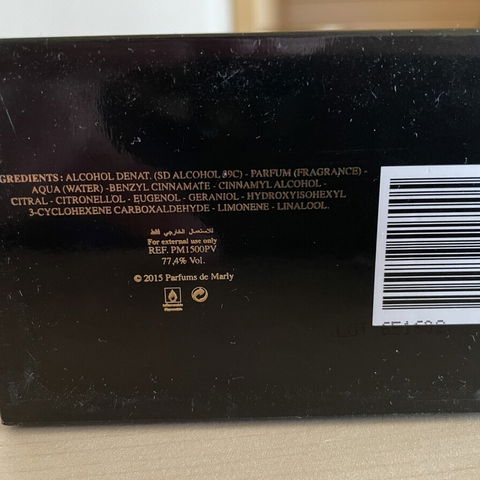 GREDIENTS : ALCOHOL DENAT. (SD ALCOHOL 39C) - PARFUM (FRAGRANCE) -
AQUA (WATER) -BENZYL CINNAMATE - CINNAMYL ALCOHOL -
CITRAL - CITRONELLOL - EUGENOL - GERANIOL - HYDROXYISOHEXYL
3-CYCLOHEXENE CARBOXALDEHYDE - LIMONENE - LINALOOL.
للاستعمال الخارجي فقط
For external use only
REF. PM1500PV
77,4% Vol.
© 2015 Parfums de Marly